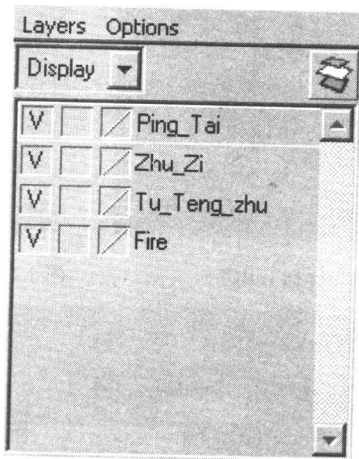 Layers Options
Display
V Ping_Tai
V Zhu_Zi
V Tu_Teng_zhu
V Fire